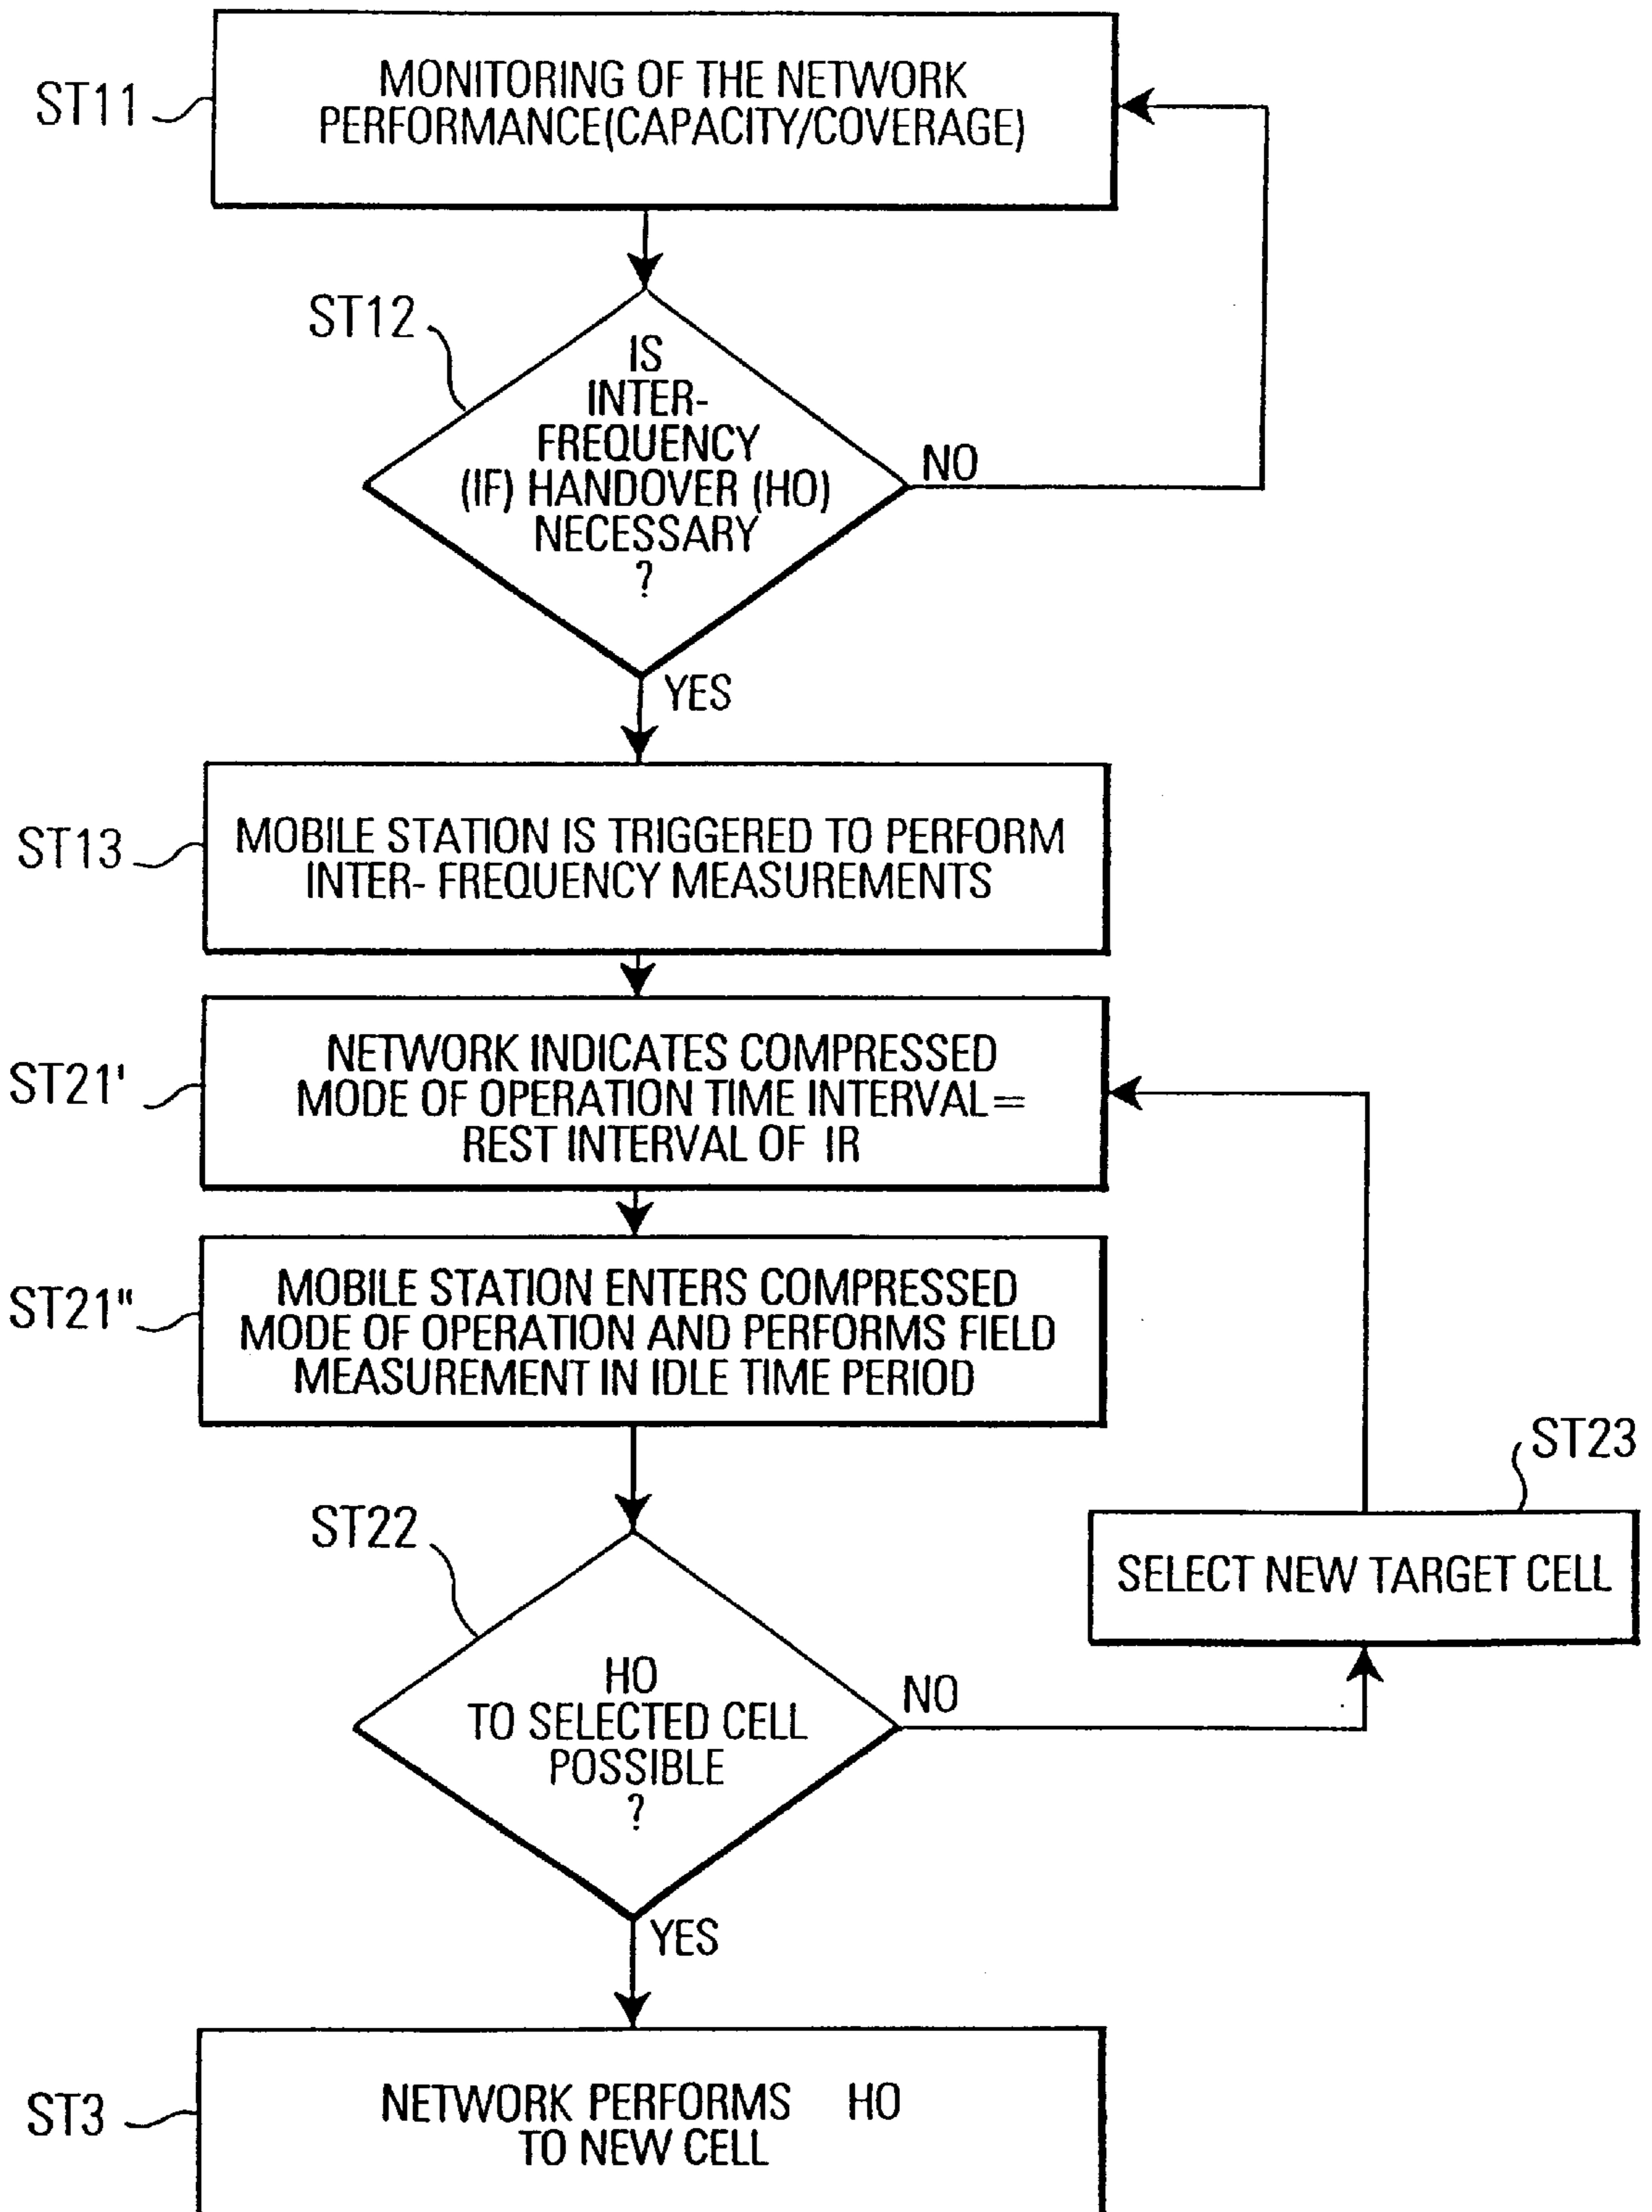 MONITORING OF THE NETWORK
PERFORMANCE(CAPACITY/COVERAGE)
ST11
ST12
IS
INTER-
FREQUENCY
(IF) HANDOVER (HO)
NECESSARY
?
NO
YES
ST13
MOBILE STATION IS TRIGGERED TO PERFORM
INTER- FREQUENCY MEASUREMENTS
ST21'
NETWORK INDICATES COMPRESSED
MODE OF OPERATION TIME INTERVAL=
REST INTERVAL OF IR
ST21"
MOBILE STATION ENTERS COMPRESSED
MODE OF OPERATION AND PERFORMS FIELD
MEASUREMENT IN IDLE TIME PERIOD
ST23
SELECT NEW TARGET CELL
ST22
HO
TO SELECTED CELL
POSSIBLE
?
NO
YES
ST3
NETWORK PERFORMS HO
TO NEW CELL